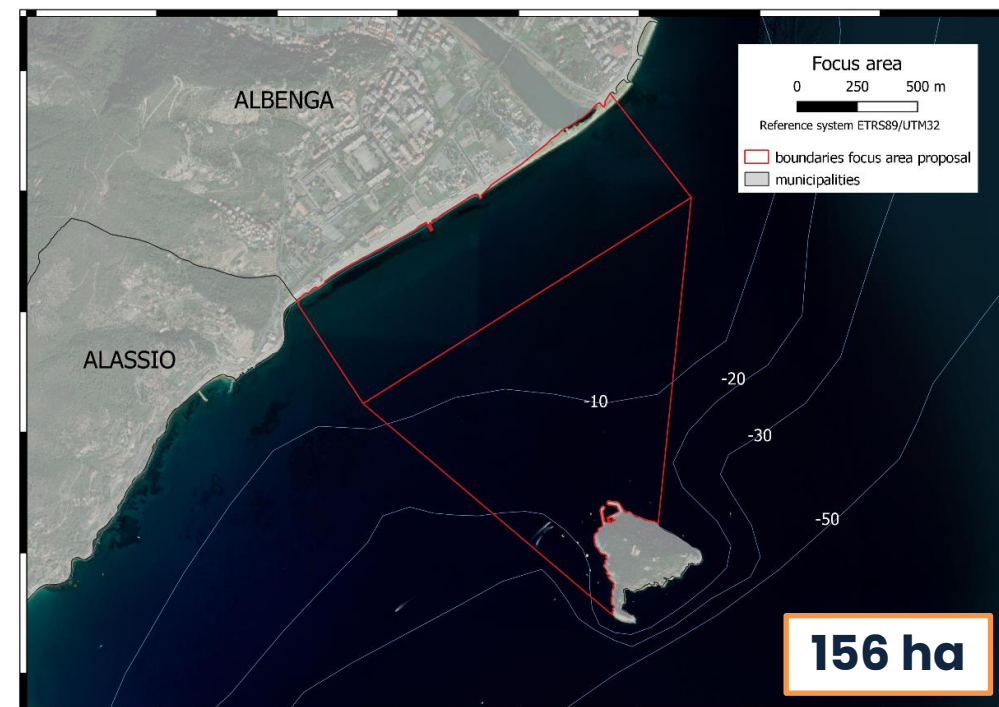 Focus area
0 250 500 m
Reference system ETRS89/UTM32
boundaries focus area proposal
municipalities
ALBENGA
ALASSIO
-10
-20
-30
-50
156 ha